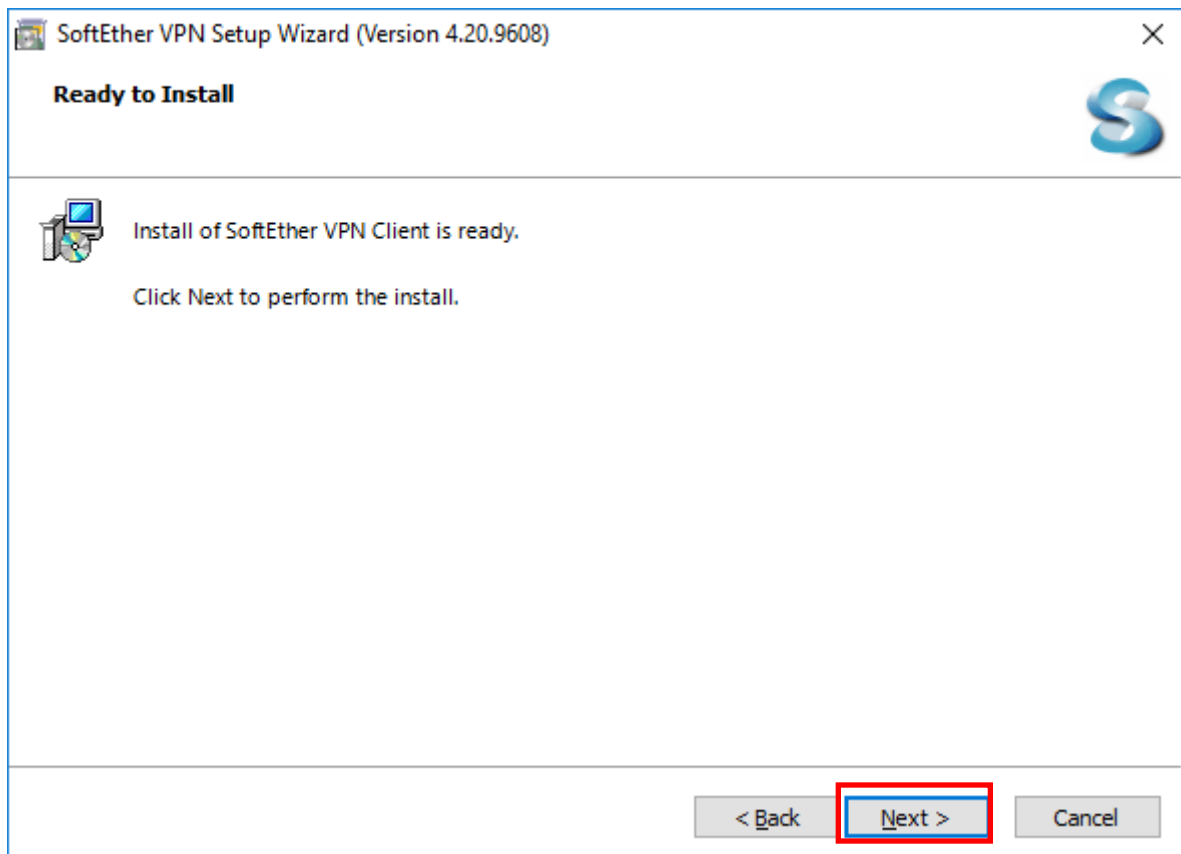 SoftEther VPN Setup Wizard (Version 4.20.9608)
Ready to Install
Install of SoftEther VPN Client is ready.
Click Next to perform the install.
< Back Next > Cancel